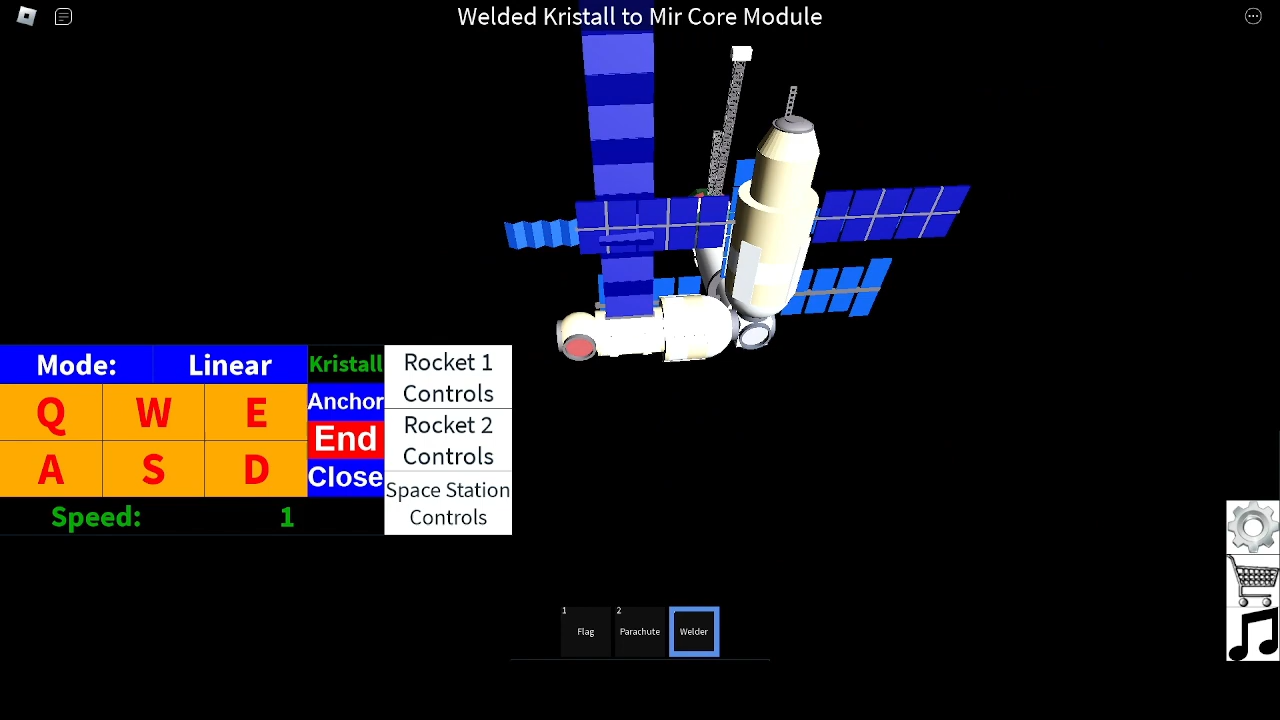 Welded Kristall to Mir Core Module
Mode: Linear Kristall
Q W E
A S D
Anchor
End
Close
Speed: 1
Rocket 1
Controls
Rocket 2
Controls
Space Station
Controls
1 2
Flag Parachute Welder